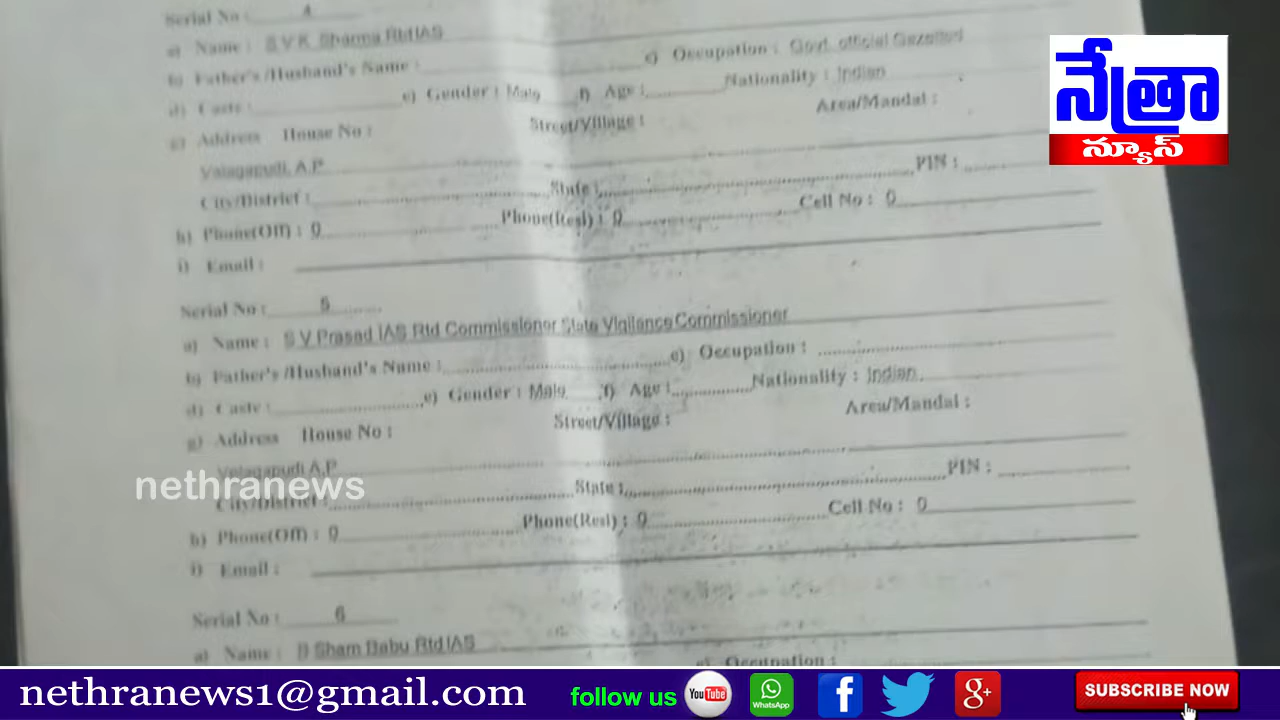 Serial No : 4
a) Name : S V K Sharma Rtd IAS
b) Father's /Husband's Name : c) Occupation : Govt. official Gazetted
d) Caste : e) Gender : Male f) Age : Nationality : Indian
g) Address House No : Street/Village : Area/Mandal :
Velagapudi, A.P
City/District : State : PIN :
h) Phone(Off) : 0 Phone(Resi) : 0 Cell No : 0
i) Email :
Serial No : 5
a) Name : S V Prasad IAS Rtd Commissioner State Vigilance Commissioner
b) Father's /Husband's Name : c) Occupation :
d) Caste : e) Gender : Male f) Age : Nationality : Indian
g) Address House No : Street/Village : Area/Mandal :
Velagapudi A.P
City/District : State : PIN :
h) Phone(Off) : 0 Phone(Resi) : 0 Cell No : 0
i) Email :
Serial No : 6
a) Name : B Sham Babu Rtd IAS
c) Occupation :
నేత్రా
న్యూస్
nethranews
nethranews1@gmail.com follow us YouTube WhatsApp SUBSCRIBE NOW